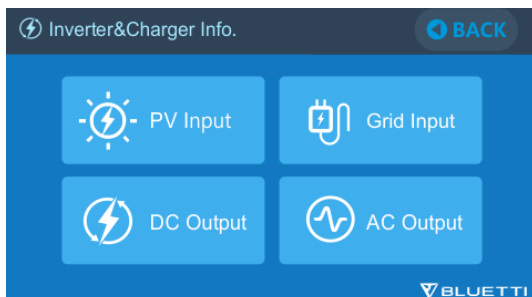 Inverter&Charger Info.
BACK
PV Input
Grid Input
DC Output
AC Output
BLUETTI